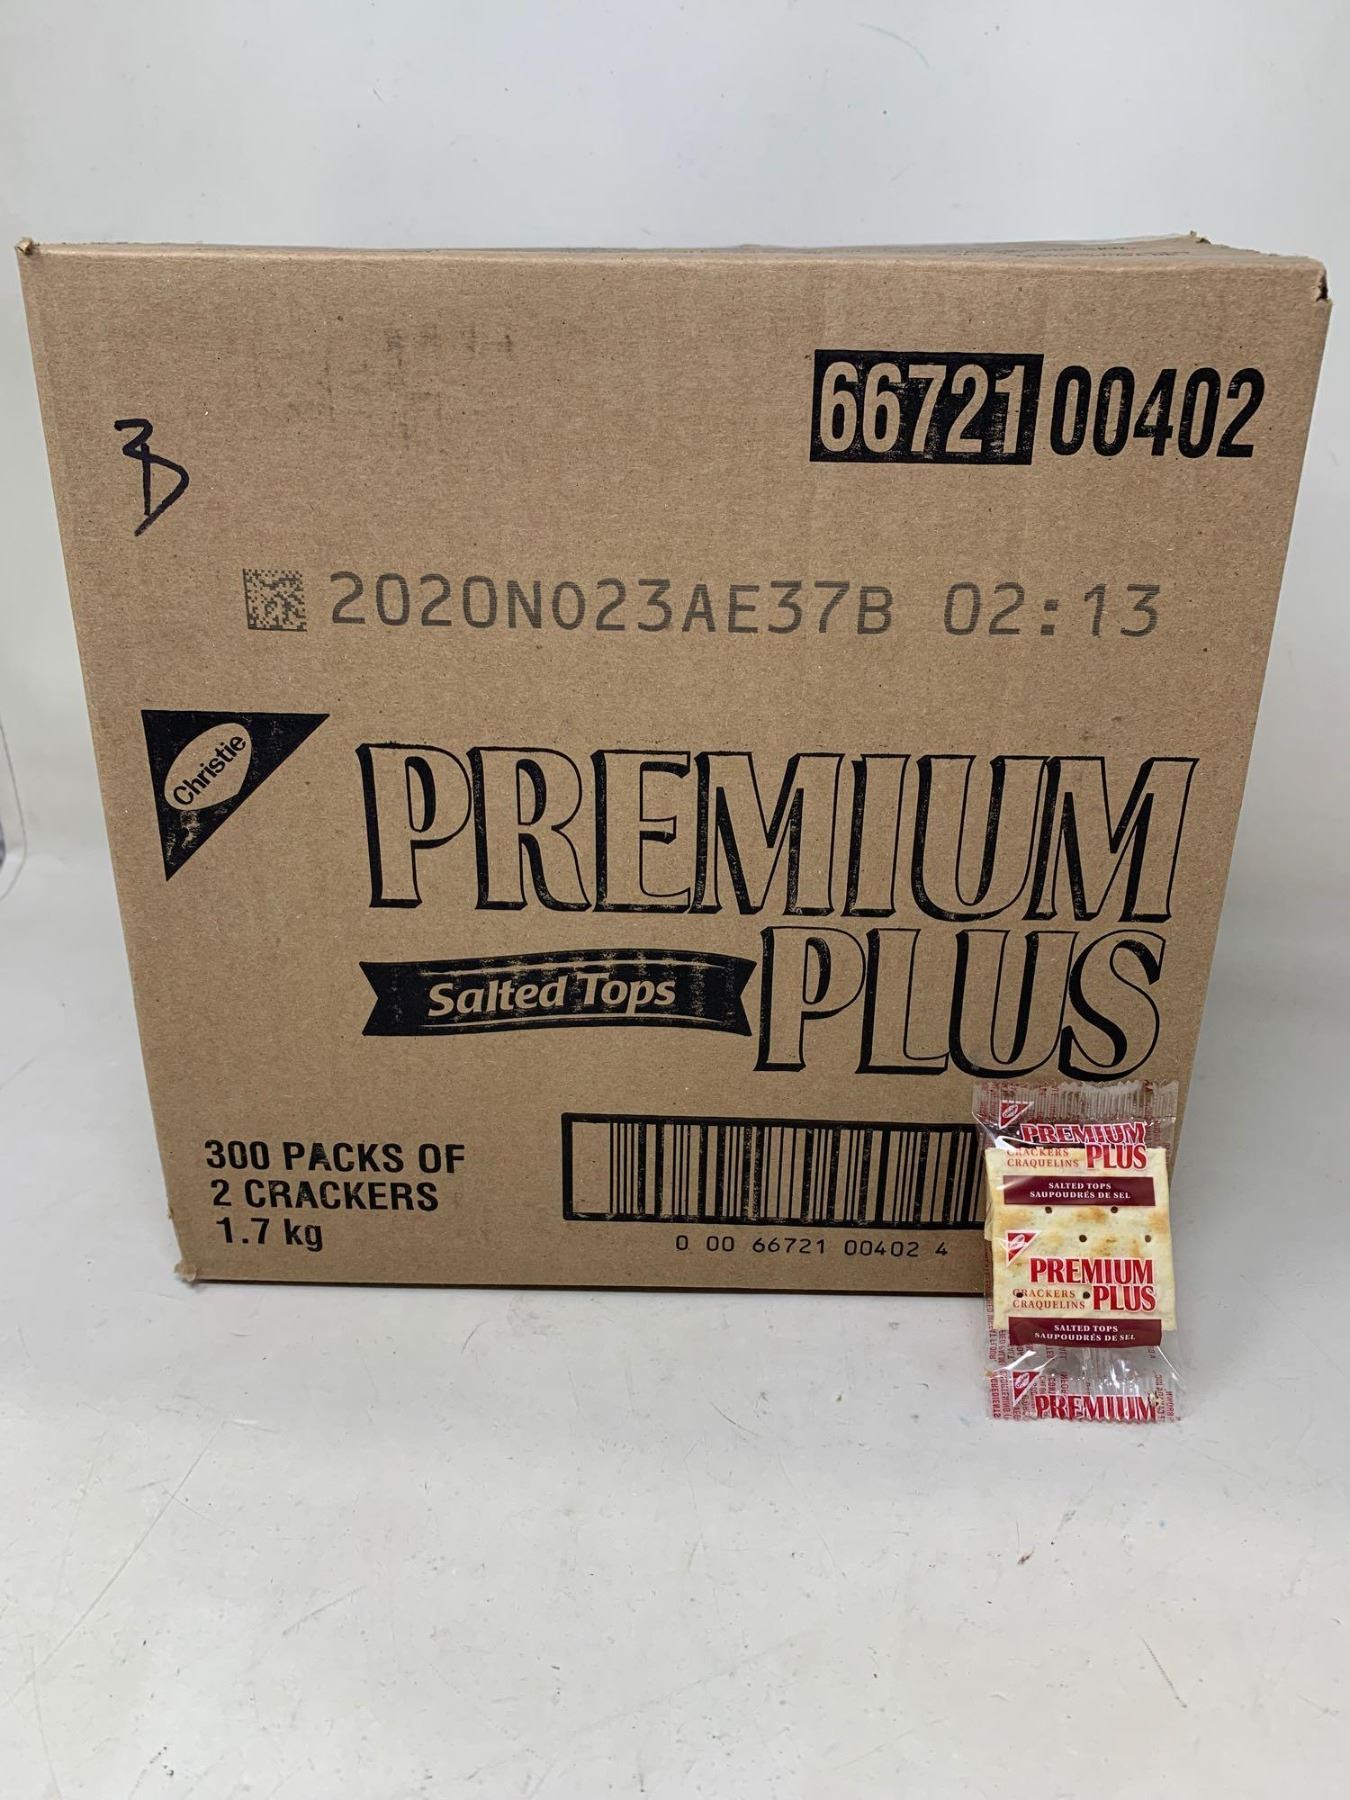 66721 00402
3D
2020NO23AE37B 02:13
Christie
PREMIUM
PLUS
Salted Tops
300 PACKS OF
2 CRACKERS
1.7 kg
0 00 66721 00402 4
PREMIUM
PLUS
CRACKERS
CRAQUELINS
SALTED TOPS
SAUPOUDRÉS DE SEL
PREMIUM
PLUS
CRACKERS
CRAQUELINS
SALTED TOPS
SAUPOUDRÉS DE SEL
Christie
PREMIUM